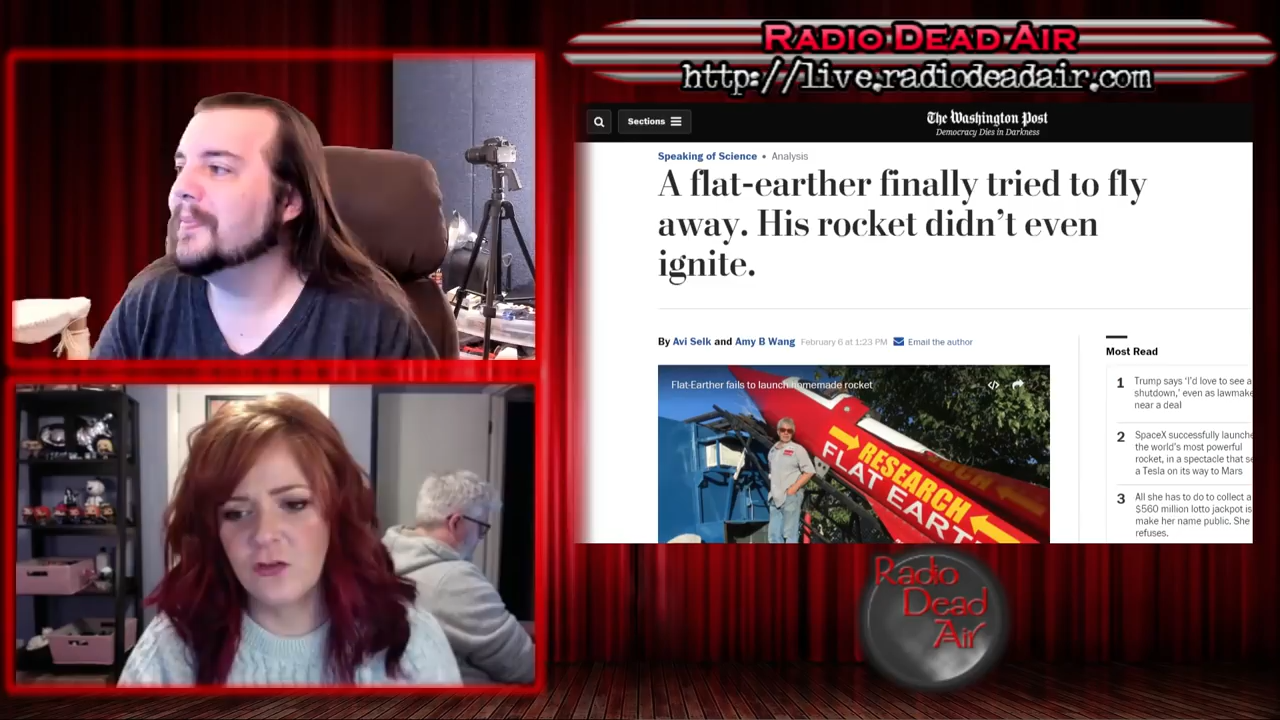 RADIO DEAD AIR
http://live.radiodeadair.com
Sections
The Washington Post
Democracy Dies in Darkness
Speaking of Science • Analysis
A flat-earther finally tried to fly
away. His rocket didn't even
ignite.
By Avi Selk and Amy B Wang February 6 at 1:23 PM Email the author
Flat-Earther fails to launch homemade rocket
RESEARCH
FLAT EARTH
Most Read
1 Trump says 'I'd love to see a
shutdown,' even as lawmake
near a deal
2 SpaceX successfully launche
the world's most powerful
rocket, in a spectacle that se
a Tesla on its way to Mars
3 All she has to do to collect a
$560 million lotto jackpot is
make her name public. She
refuses.
Radio
Dead
Air